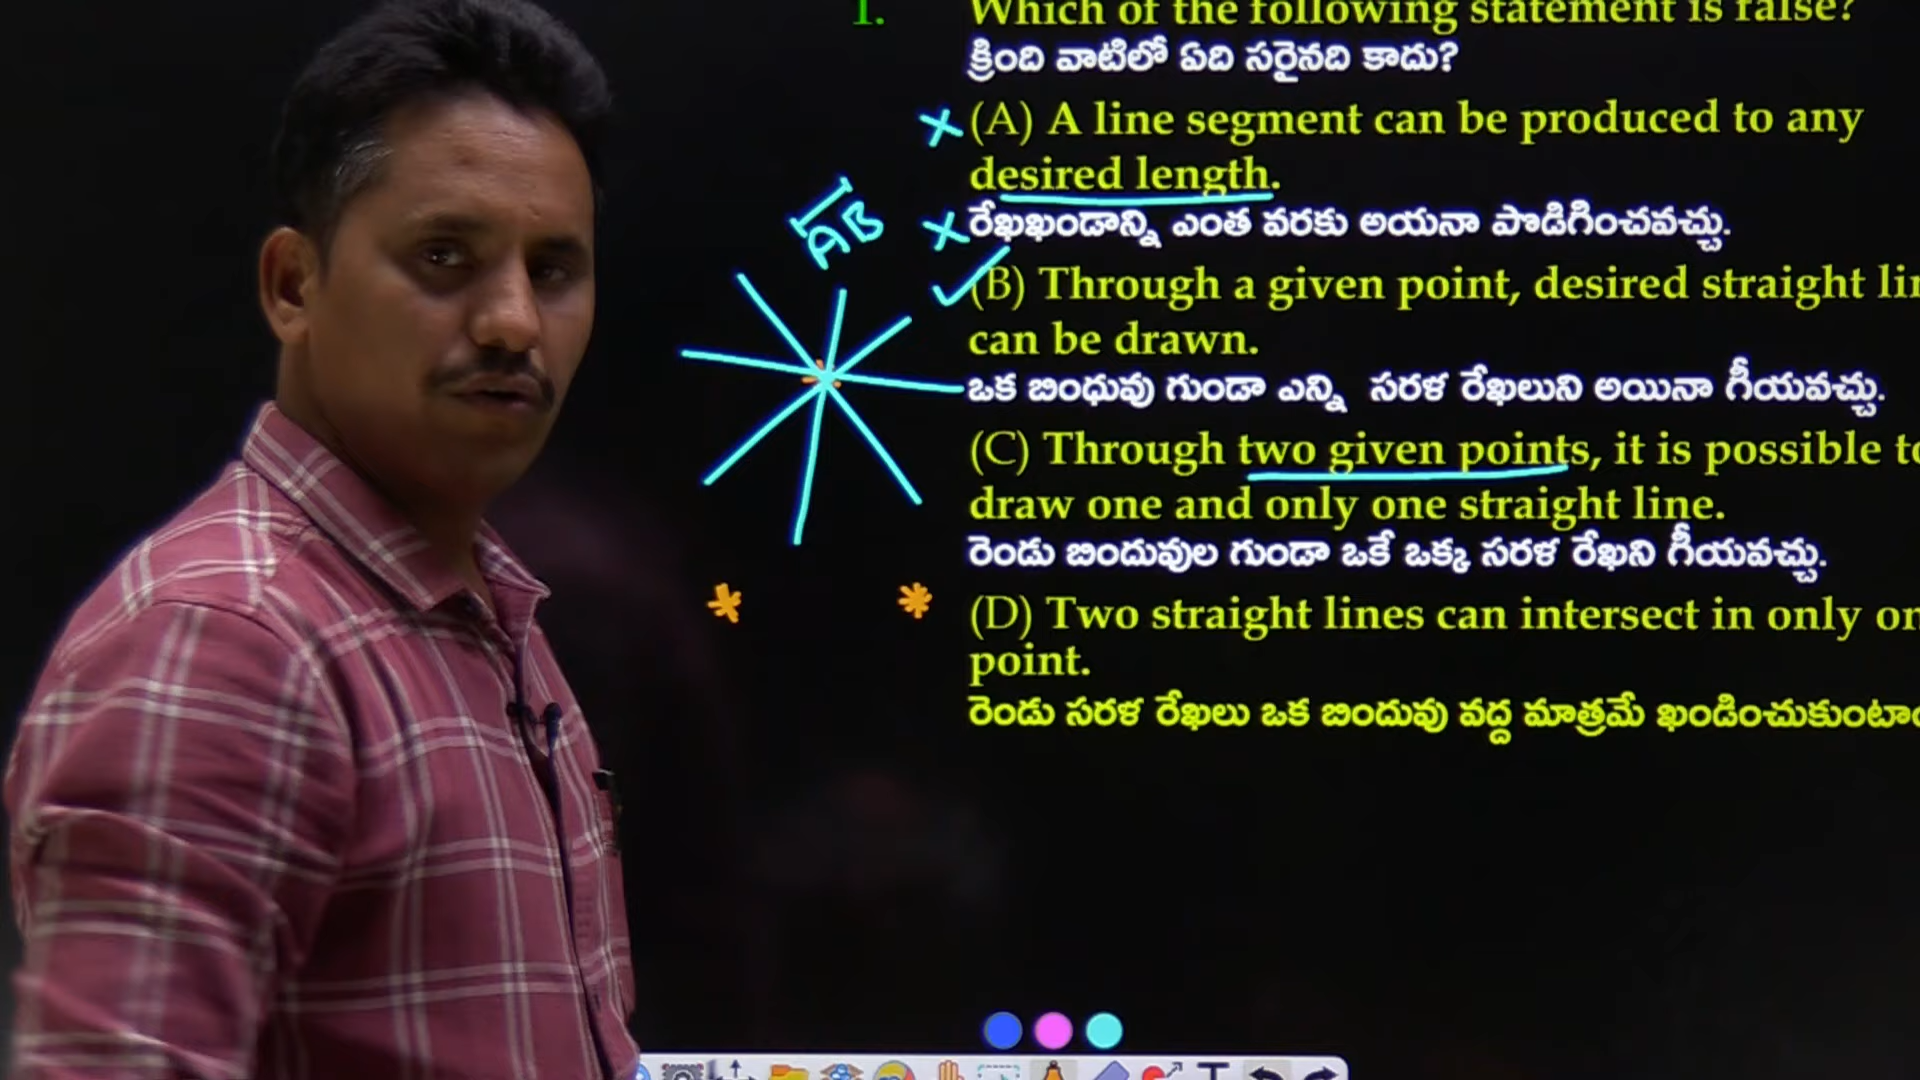 1. Which of the following statement is false?
క్రింది వాటిలో ఏది సరైనది కాదు?
(A) A line segment can be produced to any
desired length.
రేఖఖండాన్ని ఎంత వరకు అయనా పొడిగించవచ్చు.
AB
(B) Through a given point, desired straight
can be drawn.
ఒక బింధువు గుండా ఎన్ని సరళ రేఖలుని అయినా గీయవచ్చు.
(C) Through two given points, it is possible to
draw one and only one straight line.
రెండు బిందువుల గుండా ఒకే ఒక్క సరళ రేఖని గీయవచ్చు.
(D) Two straight lines can intersect in only
point.
రెండు సరళ రేఖలు ఒక బిందువు వద్ద మాత్రమే